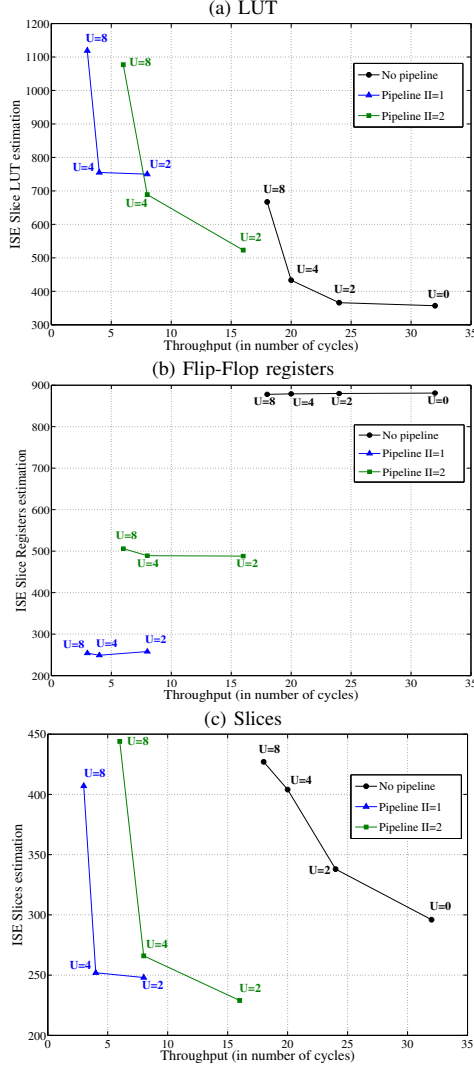 (a) LUT
ISE Slice LUT estimation
1200
1100
1000
900
800
700
600
500
400
300
U=8
U=4
U=2
U=8
U=4
U=2
U=8
U=4
U=2
U=0
No pipeline
Pipeline II=1
Pipeline II=2
0 5 10 15 20 25 30 35
Throughput (in number of cycles)
(b) Flip-Flop registers
ISE Slice Registers estimation
900
800
700
600
500
400
300
200
U=8
U=4
U=2
U=0
No pipeline
Pipeline II=1
Pipeline II=2
U=8
U=4
U=2
U=8
U=4
U=2
0 5 10 15 20 25 30 35
Throughput (in number of cycles)
(c) Slices
ISE Slices estimation
450
400
350
300
250
200
U=8
U=4
U=2
U=8
U=4
U=2
U=8
U=4
U=2
U=0
No pipeline
Pipeline II=1
Pipeline II=2
0 5 10 15 20 25 30 35
Throughput (in number of cycles)